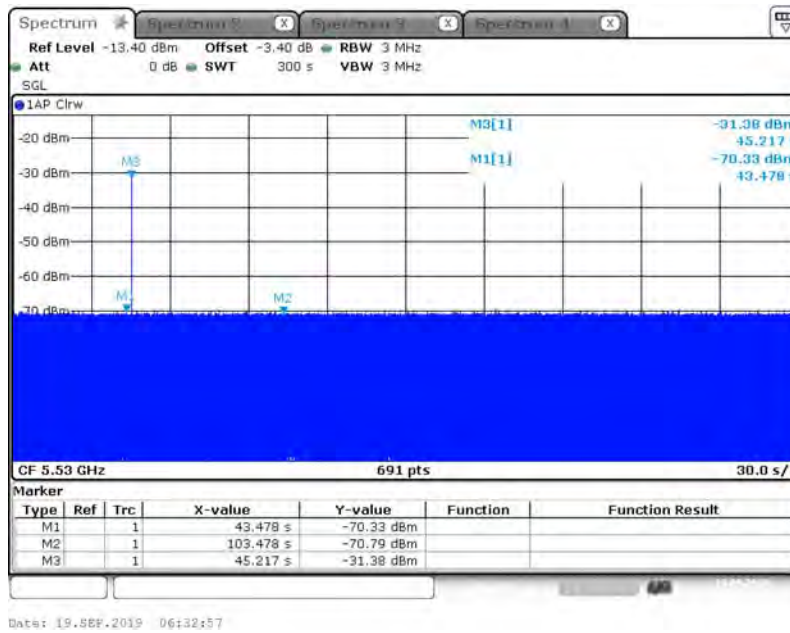 Spectrum Spectrum 2 X Spectrum 3 X Spectrum 4 X
Ref Level -13.40 dBm Offset -3.40 dB RBW 3 MHz
Att 0 dB SWT 300 s VBW 3 MHz
SGL
1AP Clrw
M3[1] -31.38 dBm
45.217 s
M1[1] -70.33 dBm
43.478 s
-20 dBm
M3
-30 dBm
-40 dBm
-50 dBm
-60 dBm
M2
-70 dBm
CF 5.53 GHz 691 pts 30.0 s/
Marker
Type Ref Trc X-value Y-value Function Function Result
M1 1 43.478 s -70.33 dBm
M2 1 103.478 s -70.79 dBm
M3 1 45.217 s -31.38 dBm
Date: 19.SEP.2019 06:32:57